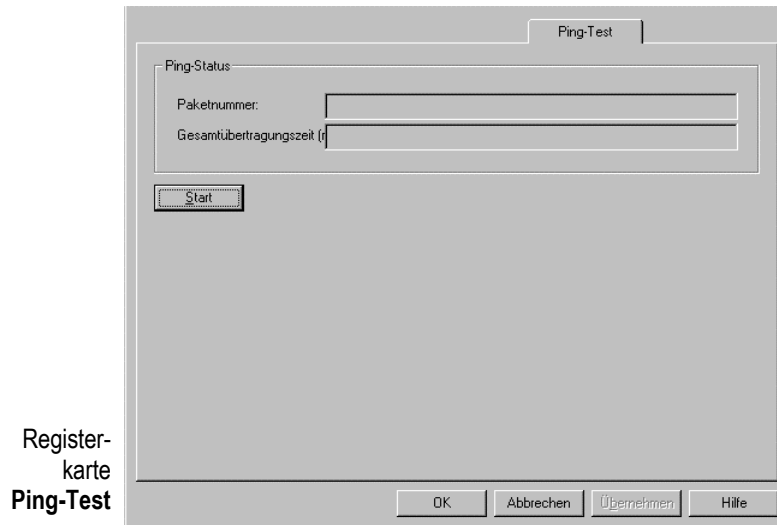 Ping-Test
Ping-Status
Paketnummer:
Gesamtübertragungszeit (
Start
Register-
karte
Ping-Test
OK
Abbrechen
Übernehmen
Hilfe